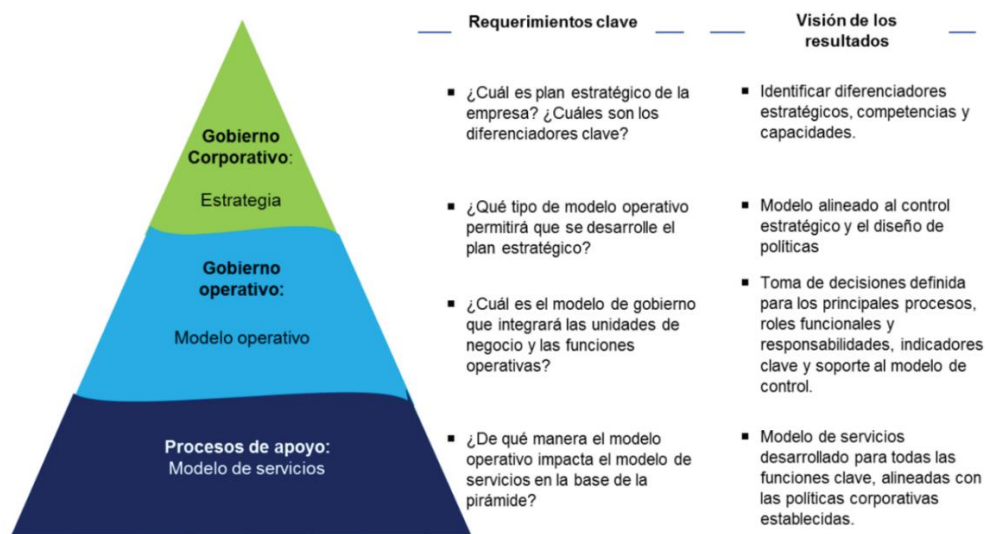 Requerimientos clave
Visión de los
resultados
Gobierno
Corporativo:
Estrategia
¿Cuál es plan estratégico de la
empresa? ¿Cuáles son los
diferenciadores clave?
Identificar diferenciadores
estratégicos, competencias y
capacidades.
¿Qué tipo de modelo operativo
permitirá que se desarrolle el
plan estratégico?
Modelo alineado al control
estratégico y el diseño de
políticas
Gobierno
operativo:
Modelo operativo
¿Cuál es el modelo de gobierno
que integrará las unidades de
negocio y las funciones
operativas?
Toma de decisiones definida
para los principales procesos,
roles funcionales y
responsabilidades, indicadores
clave y soporte al modelo de
control.
Procesos de apoyo:
Modelo de servicios
¿De qué manera el modelo
operativo impacta el modelo de
servicios en la base de la
pirámide?
Modelo de servicios
desarrollado para todas las
funciones clave, alineadas con
las políticas corporativas
establecidas.